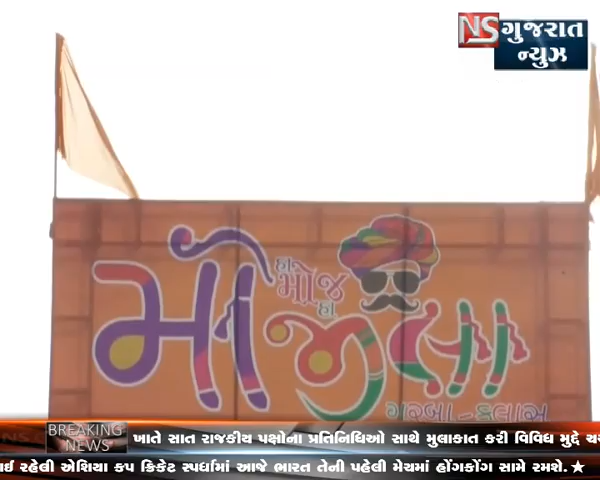 NS ગુજરાત
ન્યુઝ
મોજીલા
હા
મોજ
હા
ગરબા - કલાસ
BREAKING
NEWS
ખાતે સાત રાજકીય પક્ષોના પ્રતિનિધિઓ સાથે મુલાકાત કરી વિવિધ મુદ્દે
રહેલી એશિયા કપ ક્રિકેટ સ્પર્ધામાં આજે ભારત તેની પહેલી મેચમાં હોંગકોંગ સામે રમશે. ★